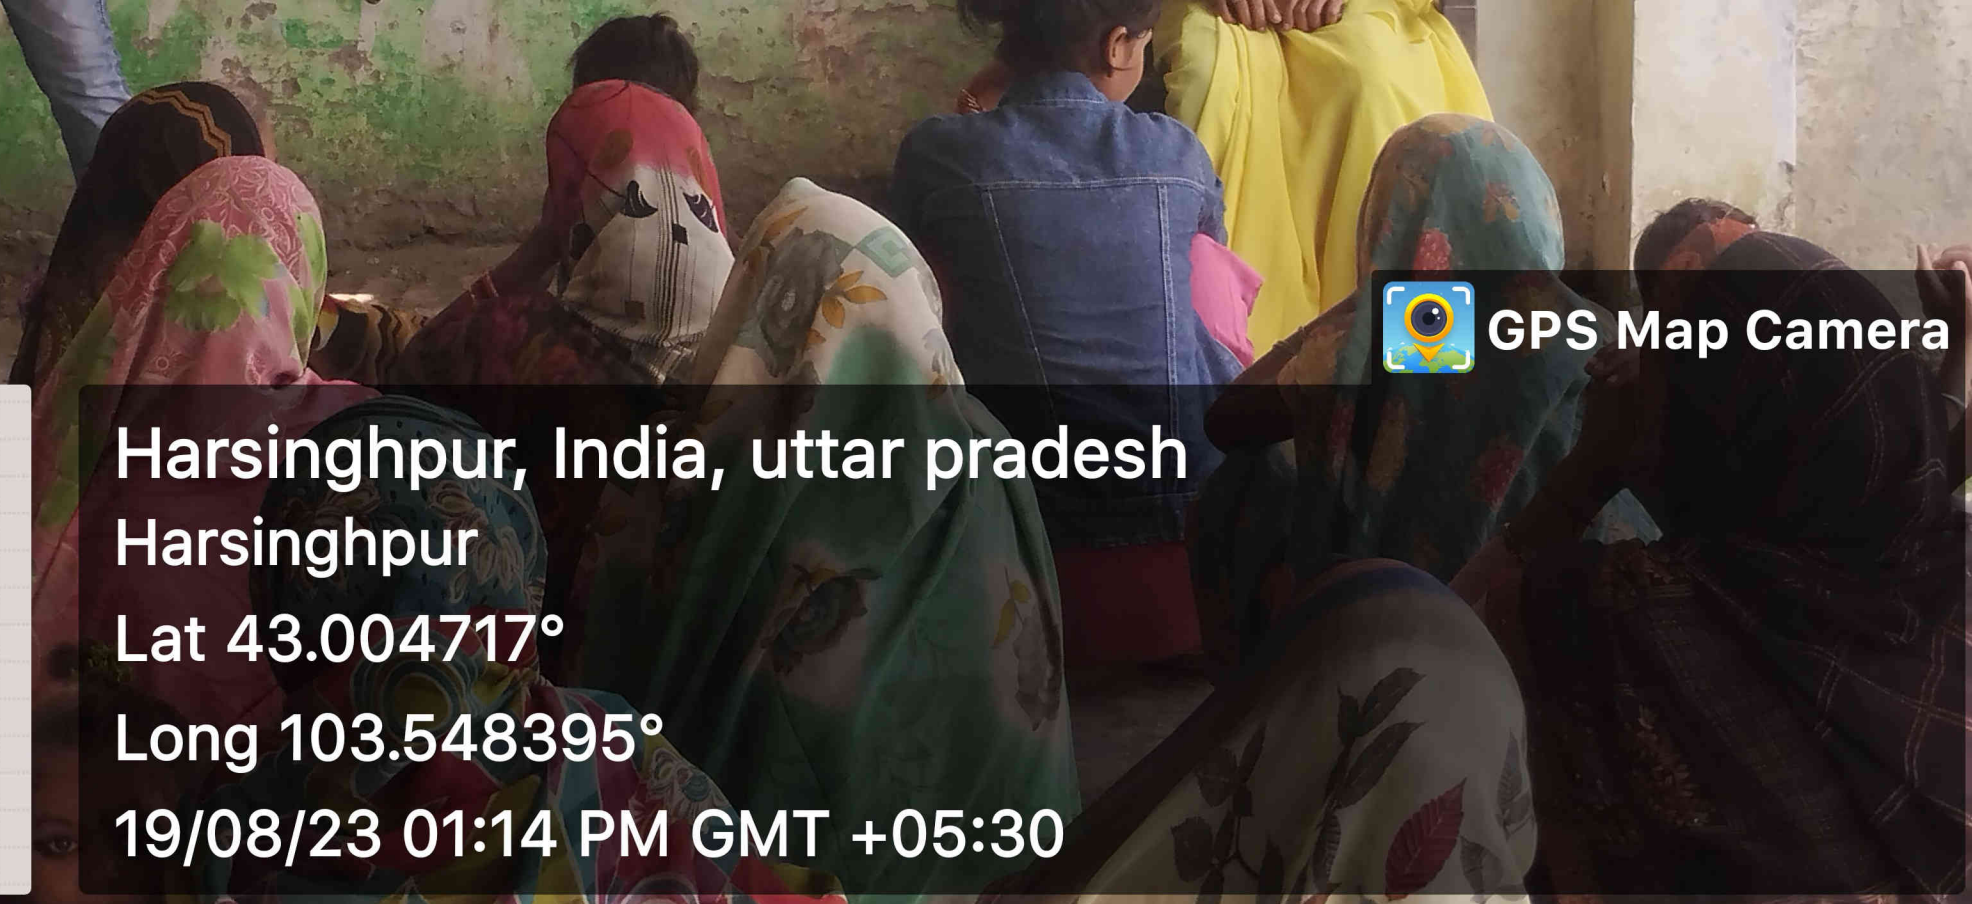 GPS Map Camera
Harsinghpur, India, uttar pradesh
Harsinghpur
Lat 43.004717°
Long 103.548395°
19/08/23 01:14 PM GMT +05:30